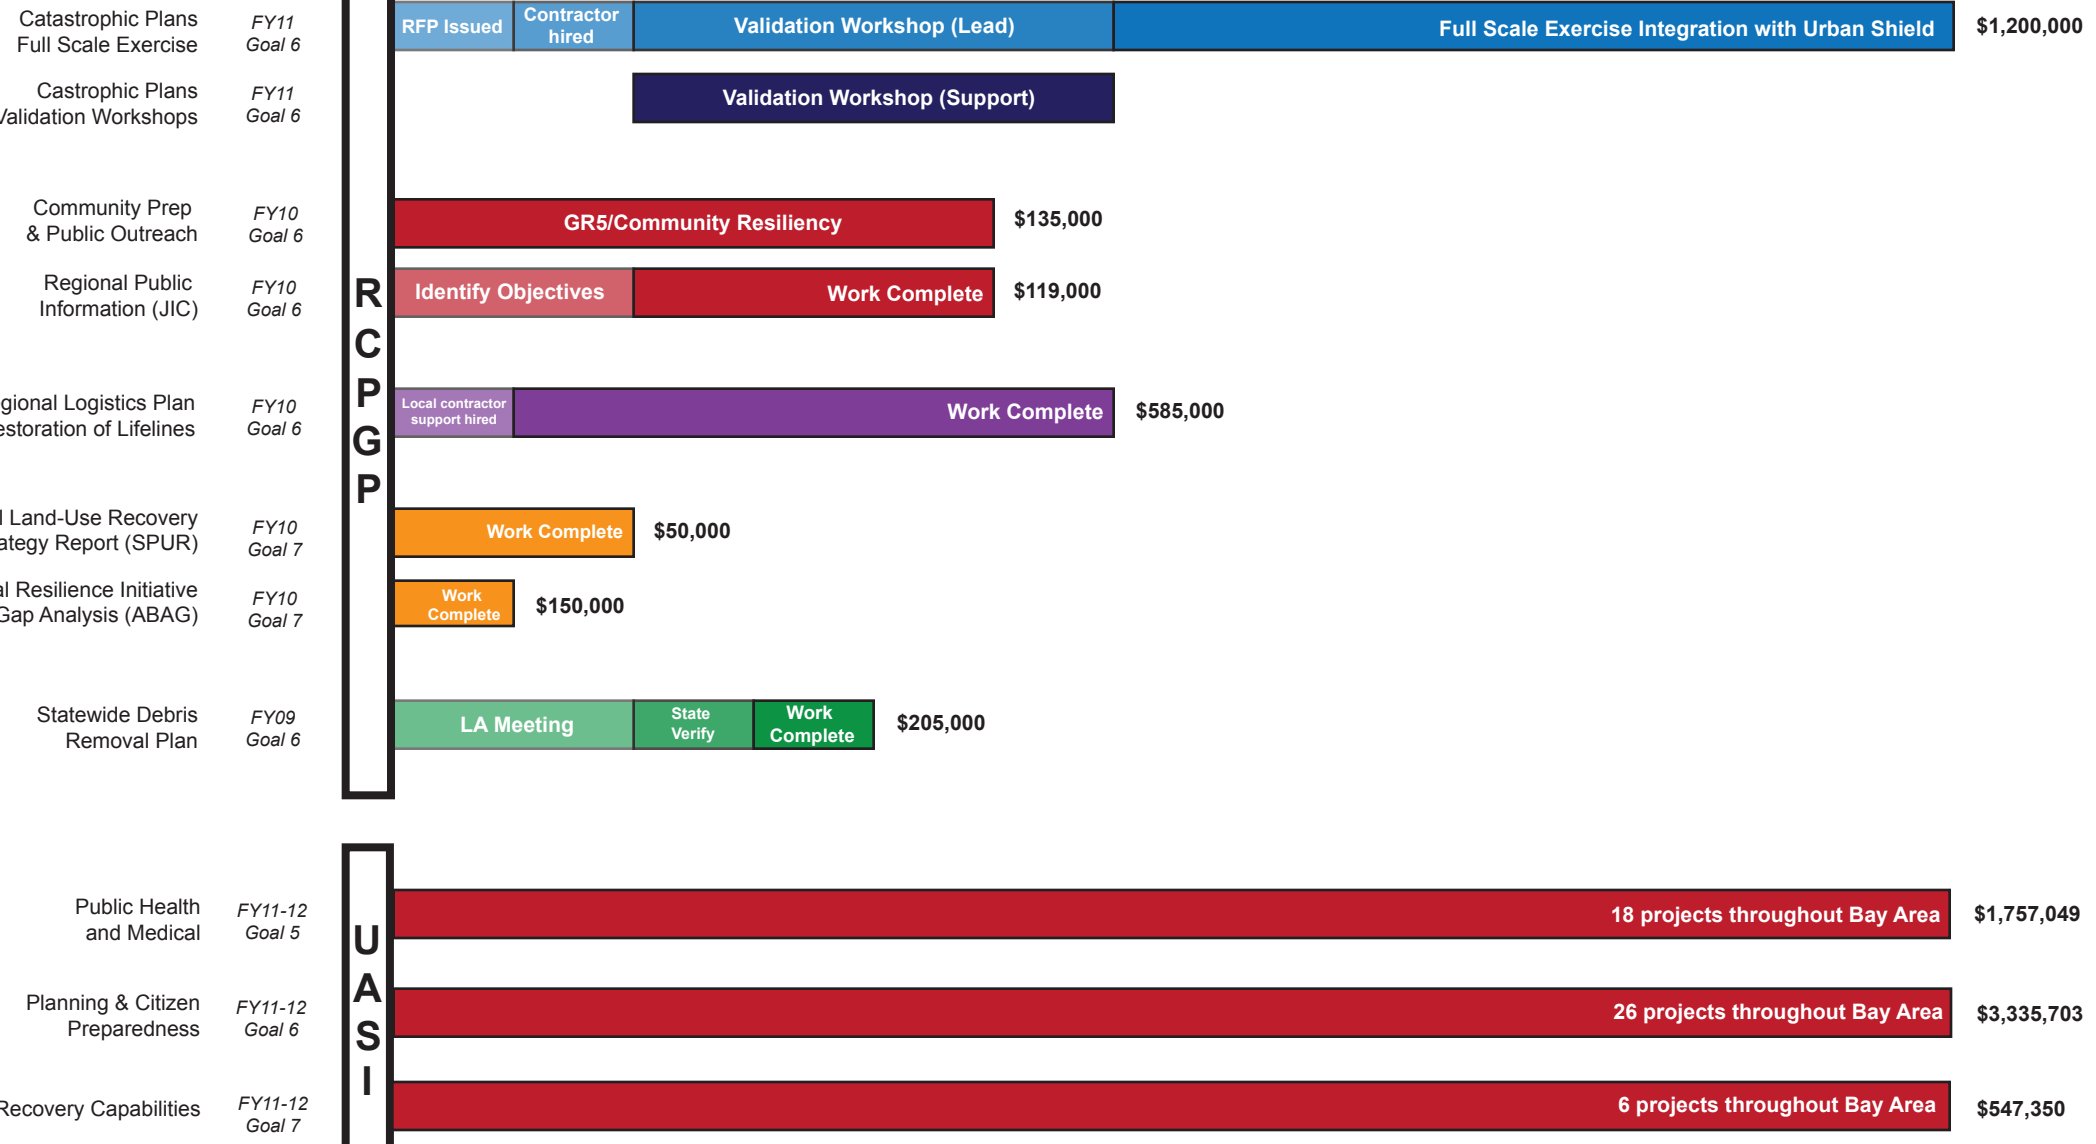 Catastrophic Plans
Full Scale Exercise
FY11
Goal 6
RFP Issued
Contractor
hired
Validation Workshop (Lead)
Full Scale Exercise Integration with Urban Shield
$1,200,000
Castrophic Plans
Validation Workshops
FY11
Goal 6
Validation Workshop (Support)
Community Prep
& Public Outreach
FY10
Goal 6
GR5/Community Resiliency
$135,000
Regional Public
Information (JIC)
FY10
Goal 6
Identify Objectives
Work Complete
$119,000
R
C
P
G
P
Logistics Plan
of Lifelines
FY10
Goal 6
Local contractor
support hired
Work Complete
$585,000
Land-Use Recovery
Report (SPUR)
FY10
Goal 7
Work Complete
$50,000
Resilience Initiative
Gap Analysis (ABAG)
FY10
Goal 7
Work
Complete
$150,000
Statewide Debris
Removal Plan
FY09
Goal 6
LA Meeting
State
Verify
Work
Complete
$205,000
U
A
S
I
Public Health
and Medical
FY11-12
Goal 5
18 projects throughout Bay Area
$1,757,049
Planning & Citizen
Preparedness
FY11-12
Goal 6
26 projects throughout Bay Area
$3,335,703
Recovery Capabilities
FY11-12
Goal 7
6 projects throughout Bay Area
$547,350